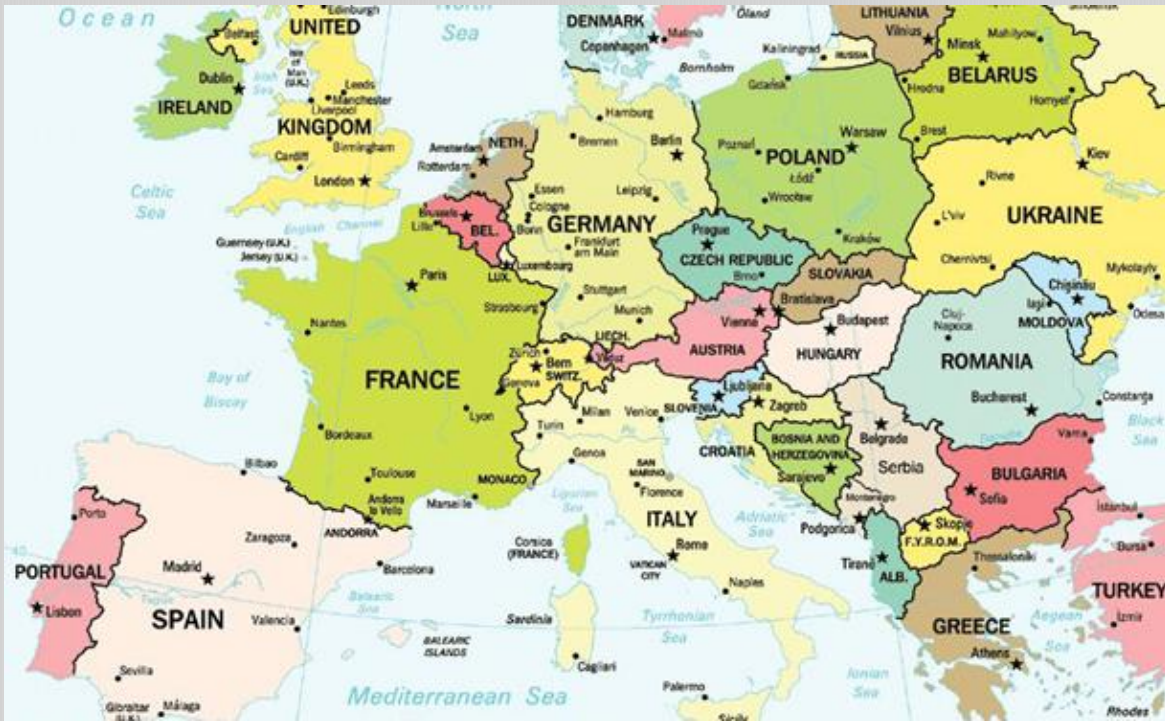 Ocean
North
Sea
Edinburgh
UNITED
KINGDOM
Belfast
Isle
of
Man
(U.K.)
Irish
Sea
Dublin
IRELAND
Leeds
Manchester
Liverpool
Birmingham
Cardiff
London
Celtic
Sea
English Channel
Guernsey (U.K.)
Jersey (U.K.)
DENMARK
Copenhagen
Malmö
Öland
Bornholm
LITHUANIA
Vilnius
Kaliningrad
RUSSIA
Minsk
Mahilyow
BELARUS
Hrodna
Homyel'
Brest
Gdańsk
Hamburg
Bremen
Berlin
NETH.
Amsterdam
Rotterdam
Essen
Cologne
Bonn
Leipzig
GERMANY
Frankfurt
am Main
Stuttgart
Munich
Brussels
Lille
BEL.
LUX.
Luxembourg
Poznań
Warsaw
POLAND
Łódź
Wrocław
Kraków
Kiev
Rivne
L'viv
UKRAINE
Chernivtsi
Mykolayiv
Odesa
Prague
CZECH REPUBLIC
Brno
SLOVAKIA
Bratislava
Paris
Strasbourg
Nantes
FRANCE
Lyon
Bay of
Biscay
Bordeaux
Toulouse
Marseille
MONACO
LIECH.
Vaduz
Zürich
Bern
SWITZ.
Geneva
Vienna
AUSTRIA
Budapest
HUNGARY
Iaşi
Chişinău
MOLDOVA
Cluj-
Napoca
ROMANIA
Bucharest
Constanţa
Danube
Black
Sea
Ljubljana
SLOVENIA
Zagreb
CROATIA
BOSNIA AND
HERZEGOVINA
Sarajevo
Belgrade
Serbia
Montenegro
Podgorica
Varna
BULGARIA
Sofia
Milan
Venice
Turin
Po
Genoa
SAN
MARINO
Florence
Ligurian
Sea
ITALY
Adriatic
Sea
Rome
VATICAN
CITY
Naples
Corsica
(FRANCE)
Sardinia
Cagliari
Tyrrhenian
Sea
Palermo
Sicily
Skopje
F.Y.R.O.M.
Tiranë
ALB.
Thessaloniki
GREECE
Athens
Aegean
Sea
Ionian
Sea
Rhodes
İstanbul
Bursa
TURKEY
İzmir
Bilbao
Andorra
la Vella
ANDORRA
Porto
Zaragoza
Barcelona
40
PORTUGAL
Madrid
Tagus
Lisbon
SPAIN
Valencia
Balearic
Sea
BALEARIC
ISLANDS
Sevilla
Gibraltar
(U.K.)
Málaga
Mediterranean Sea